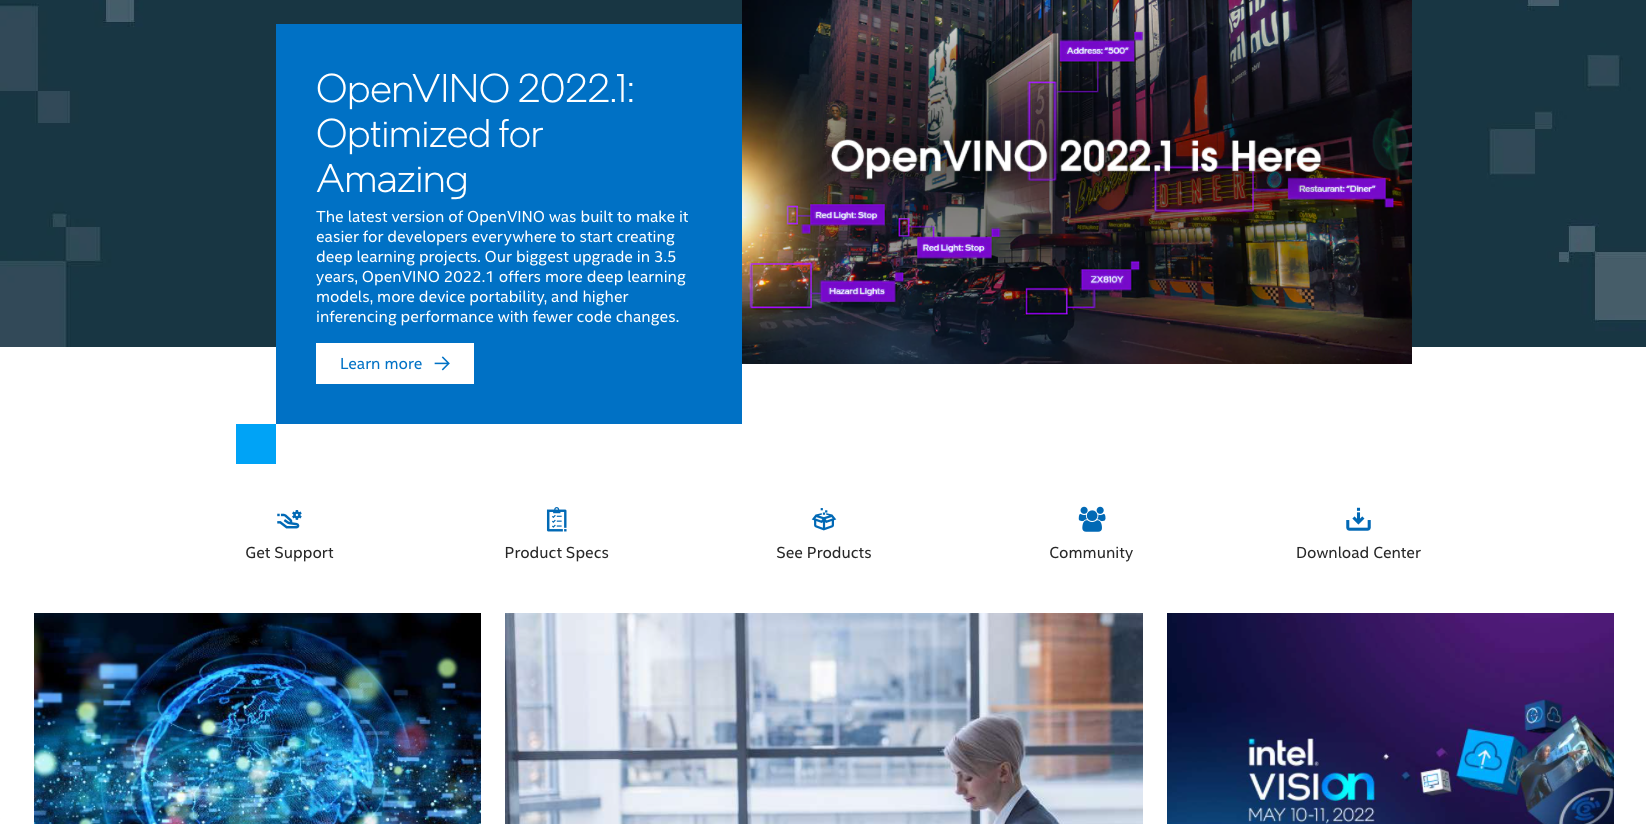 OpenVINO 2022.1:
Optimized for
Amazing
The latest version of OpenVINO was built to make it
easier for developers everywhere to start creating
deep learning projects. Our biggest upgrade in 3.5
years, OpenVINO 2022.1 offers more deep learning
models, more device portability, and higher
inferencing performance with fewer code changes.
Learn more
Address: "500"
500
OpenVINO 2022.1 is Here
DINER
Restaurant: "Diner"
Red Light: Stop
Red Light: Stop
ZX810Y
Hazard Lights
Get Support
Product Specs
See Products
Community
Download Center
intel.
VISION
MAY 10-11, 2022